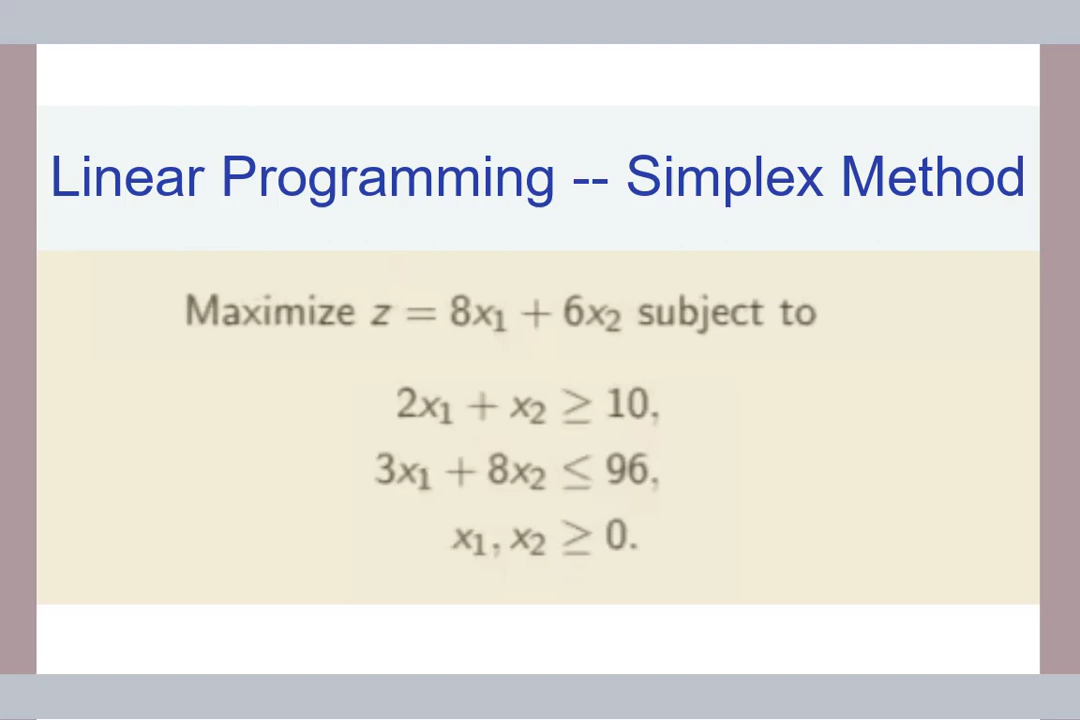 Linear Programming -- Simplex Method
Maximize z = 8x₁ + 6x₂ subject to
2x₁ + x₂ ≥ 10,
3x₁ + 8x₂ ≤ 96,
x₁, x₂ ≥ 0.